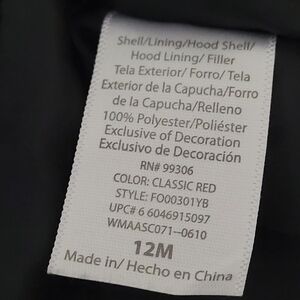 Shell/Lining/Hood Shell/
Hood Lining/ Filler
Tela Exterior/ Forro/ Tela
Exterior de la Capucha/Forro
de la Capucha/Relleno
100% Polyester/Poliéster
Exclusive of Decoration
Exclusivo de Decoración
RN# 99306
COLOR: CLASSIC RED
STYLE: FO00301YB
UPC# 6 6046915097
WMAASC071--0610
12M
Made in/ Hecho en China